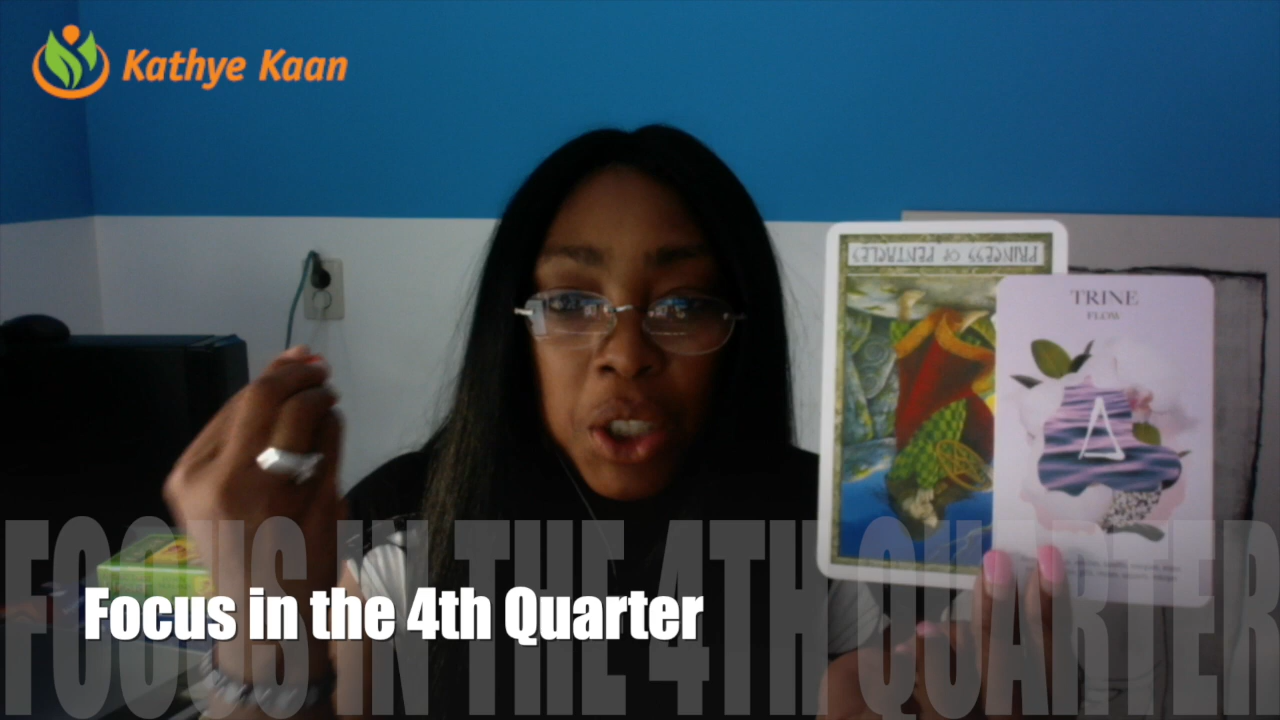 Kathye Kaan
PRINCESS OF PENTACLES
TRINE
FLOW
FOCUS IN THE 4TH QUARTER
Focus in the 4th Quarter